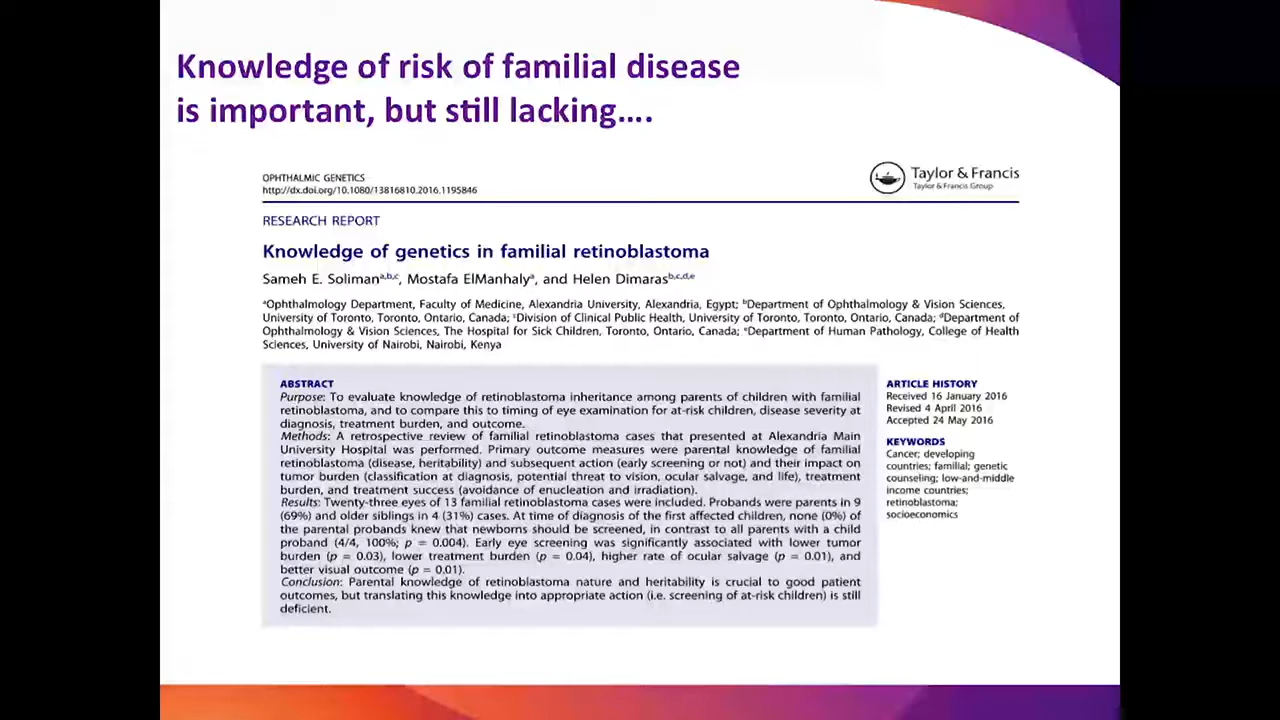 Knowledge of risk of familial disease
is important, but still lacking....
OPHTHALMIC GENETICS
http://dx.doi.org/10.1080/13816810.2016.1195846
Taylor & Francis
Taylor & Francis Group
RESEARCH REPORT
Knowledge of genetics in familial retinoblastoma
Sameh E. Solimana,b,c, Mostafa ElManhalya, and Helen Dimarasb,c,d,e
aOphthalmology Department, Faculty of Medicine, Alexandria University, Alexandria, Egypt; bDepartment of Ophthalmology & Vision Sciences,
University of Toronto, Toronto, Ontario, Canada; cDivision of Clinical Public Health, University of Toronto, Toronto, Ontario, Canada; dDepartment of
Ophthalmology & Vision Sciences, The Hospital for Sick Children, Toronto, Ontario, Canada; eDepartment of Human Pathology, College of Health
Sciences, University of Nairobi, Nairobi, Kenya
ABSTRACT
Purpose: To evaluate knowledge of retinoblastoma inheritance among parents of children with familial
retinoblastoma, and to compare this to timing of eye examination for at-risk children, disease severity at
diagnosis, treatment burden, and outcome.
Methods: A retrospective review of familial retinoblastoma cases that presented at Alexandria Main
University Hospital was performed. Primary outcome measures were parental knowledge of familial
retinoblastoma (disease, heritability) and subsequent action (early screening or not) and their impact on
tumor burden (classification at diagnosis, potential threat to vision, ocular salvage, and life), treatment
burden, and treatment success (avoidance of enucleation and irradiation).
Results: Twenty-three eyes of 13 familial retinoblastoma cases were included. Probands were parents in 9
(69%) and older siblings in 4 (31%) cases. At time of diagnosis of the first affected children, none (0%) of
the parental probands knew that newborns should be screened, in contrast to all parents with a child
proband (4/4, 100%; p = 0.004). Early eye screening was significantly associated with lower tumor
burden (p = 0.03), lower treatment burden (p = 0.04), higher rate of ocular salvage (p = 0.01), and
better visual outcome (p = 0.01).
Conclusion: Parental knowledge of retinoblastoma nature and heritability is crucial to good patient
outcomes, but translating this knowledge into appropriate action (i.e. screening of at-risk children) is still
deficient.
ARTICLE HISTORY
Received 16 January 2016
Revised 4 April 2016
Accepted 24 May 2016
KEYWORDS
Cancer; developing
countries; familial; genetic
counseling; low-and-middle
income countries;
retinoblastoma;
socioeconomics